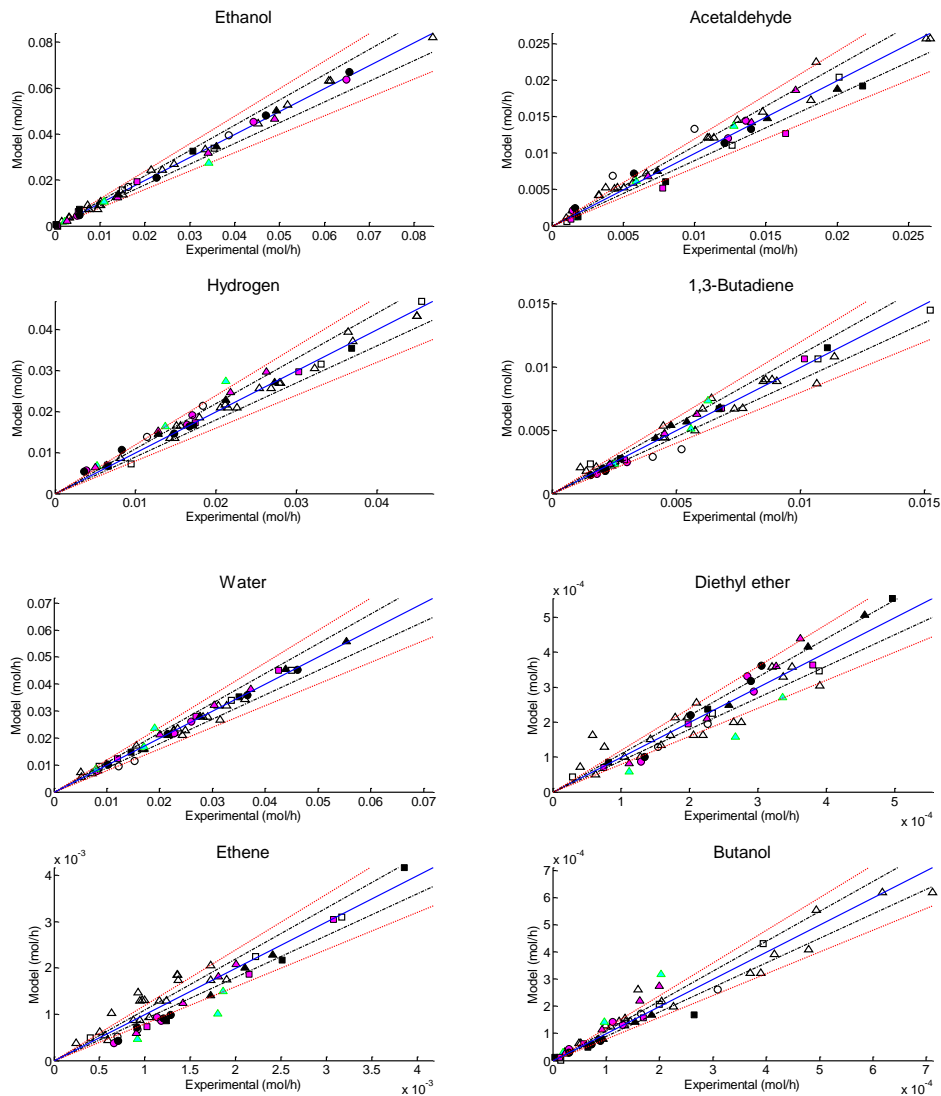 Ethanol
0.08
0.06
0.04
0.02
0
Model (mol/h)
0 0.01 0.02 0.03 0.04 0.05 0.06 0.07 0.08
Experimental (mol/h)
Acetaldehyde
0.025
0.02
0.015
0.01
0.005
0
Model (mol/h)
0 0.005 0.01 0.015 0.02 0.025
Experimental (mol/h)
Hydrogen
0.04
0.03
0.02
0.01
0
Model (mol/h)
0 0.01 0.02 0.03 0.04
Experimental (mol/h)
1,3-Butadiene
0.015
0.01
0.005
0
Model (mol/h)
0 0.005 0.01 0.015
Experimental (mol/h)
Water
0.07
0.06
0.05
0.04
0.03
0.02
0.01
0
Model (mol/h)
0 0.01 0.02 0.03 0.04 0.05 0.06 0.07
Experimental (mol/h)
Diethyl ether
x 10⁻⁴
5
4
3
2
1
0
Model (mol/h)
0 1 2 3 4 5
Experimental (mol/h)
x 10⁻⁴
Ethene
x 10⁻³
4
3
2
1
0
Model (mol/h)
0 0.5 1 1.5 2 2.5 3 3.5 4
Experimental (mol/h)
x 10⁻³
Butanol
x 10⁻⁴
7
6
5
4
3
2
1
0
Model (mol/h)
0 1 2 3 4 5 6 7
Experimental (mol/h)
x 10⁻⁴